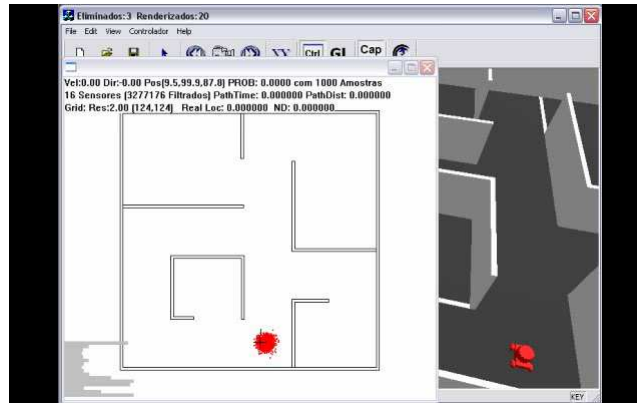 Eliminados:3 Renderizados:20
File Edit View Controlador Help
Ctrl GL Cap
Vel:0.00 Dir:-0.00 Pos[9.5,99.9,87.8] PROB: 0.0000 com 1000 Amostras
16 Sensores [3277176 Filtrados] PathTime: 0.000000 PathDist: 0.000000
Grid: Res:2.00 [124,124] Real Loc: 0.000000 ND: 0.000000
KEY